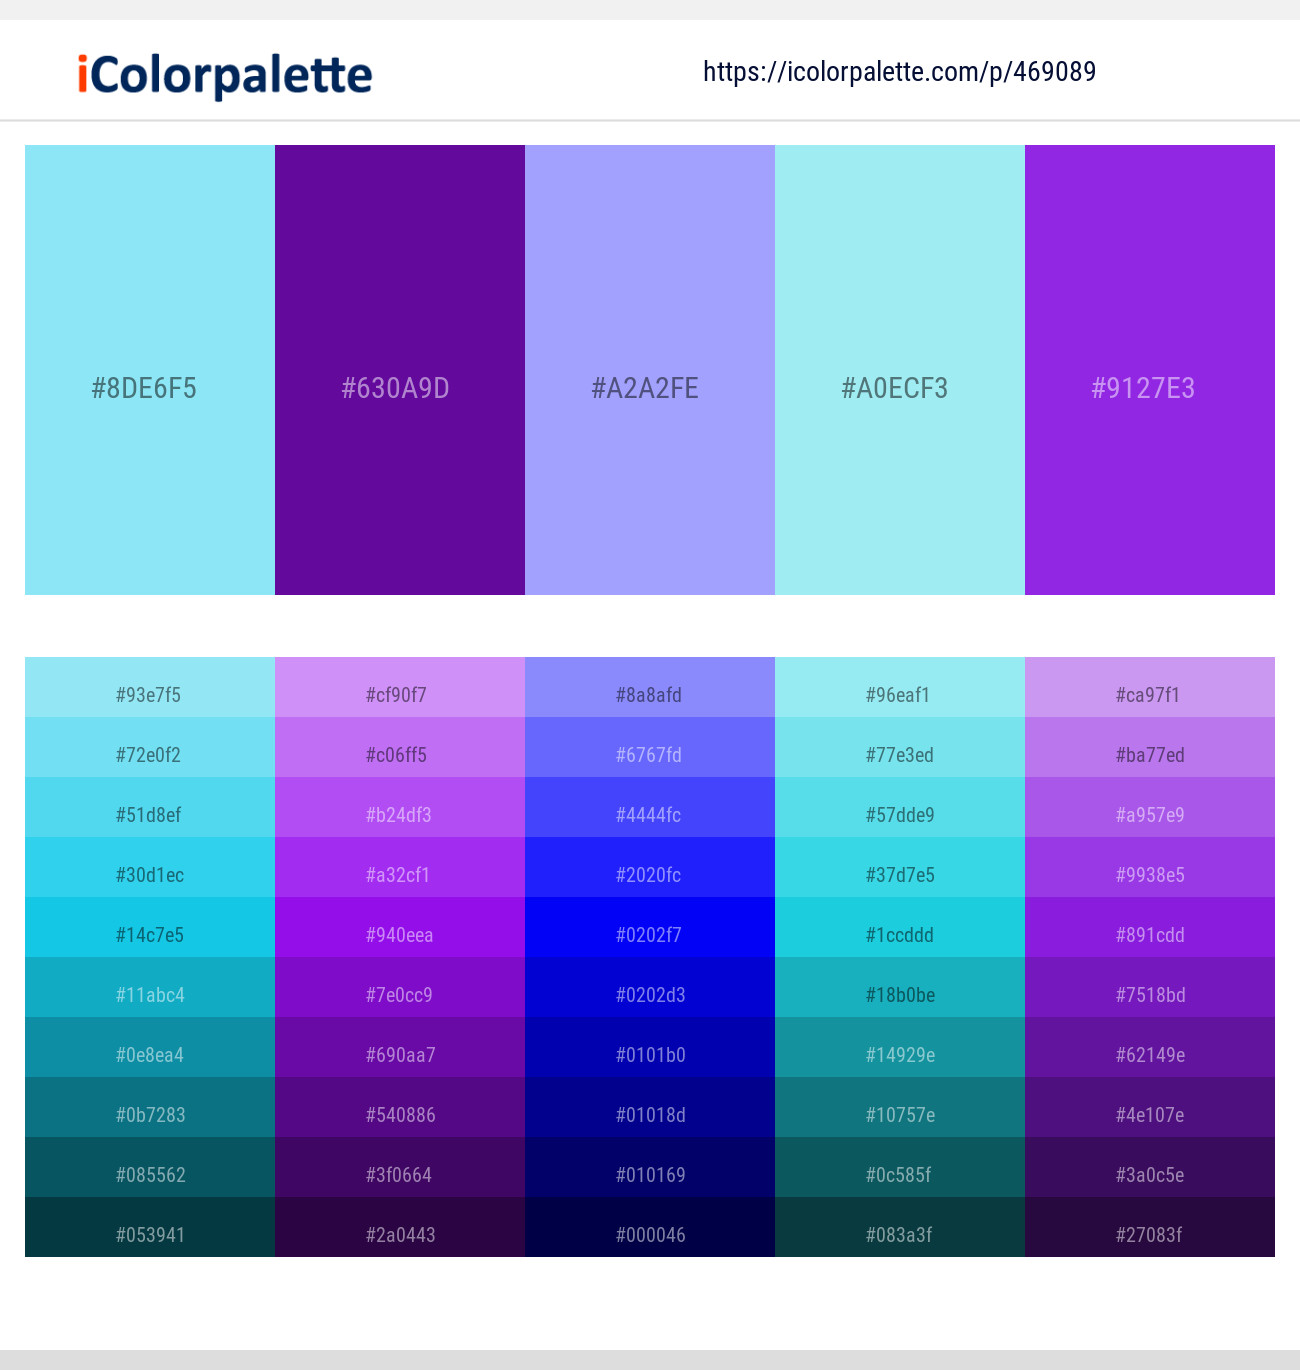 iColorpalette
https://icolorpalette.com/p/469089
#8DE6F5 #630A9D #A2A2FE #A0ECF3 #9127E3
#93e7f5 #cf90f7 #8a8afd #96eaf1 #ca97f1
#72e0f2 #c06ff5 #6767fd #77e3ed #ba77ed
#51d8ef #b24df3 #4444fc #57dde9 #a957e9
#30d1ec #a32cf1 #2020fc #37d7e5 #9938e5
#14c7e5 #940eea #0202f7 #1ccddd #891cdd
#11abc4 #7e0cc9 #0202d3 #18b0be #7518bd
#0e8ea4 #690aa7 #0101b0 #14929e #62149e
#0b7283 #540886 #01018d #10757e #4e107e
#085562 #3f0664 #010169 #0c585f #3a0c5e
#053941 #2a0443 #000046 #083a3f #27083f